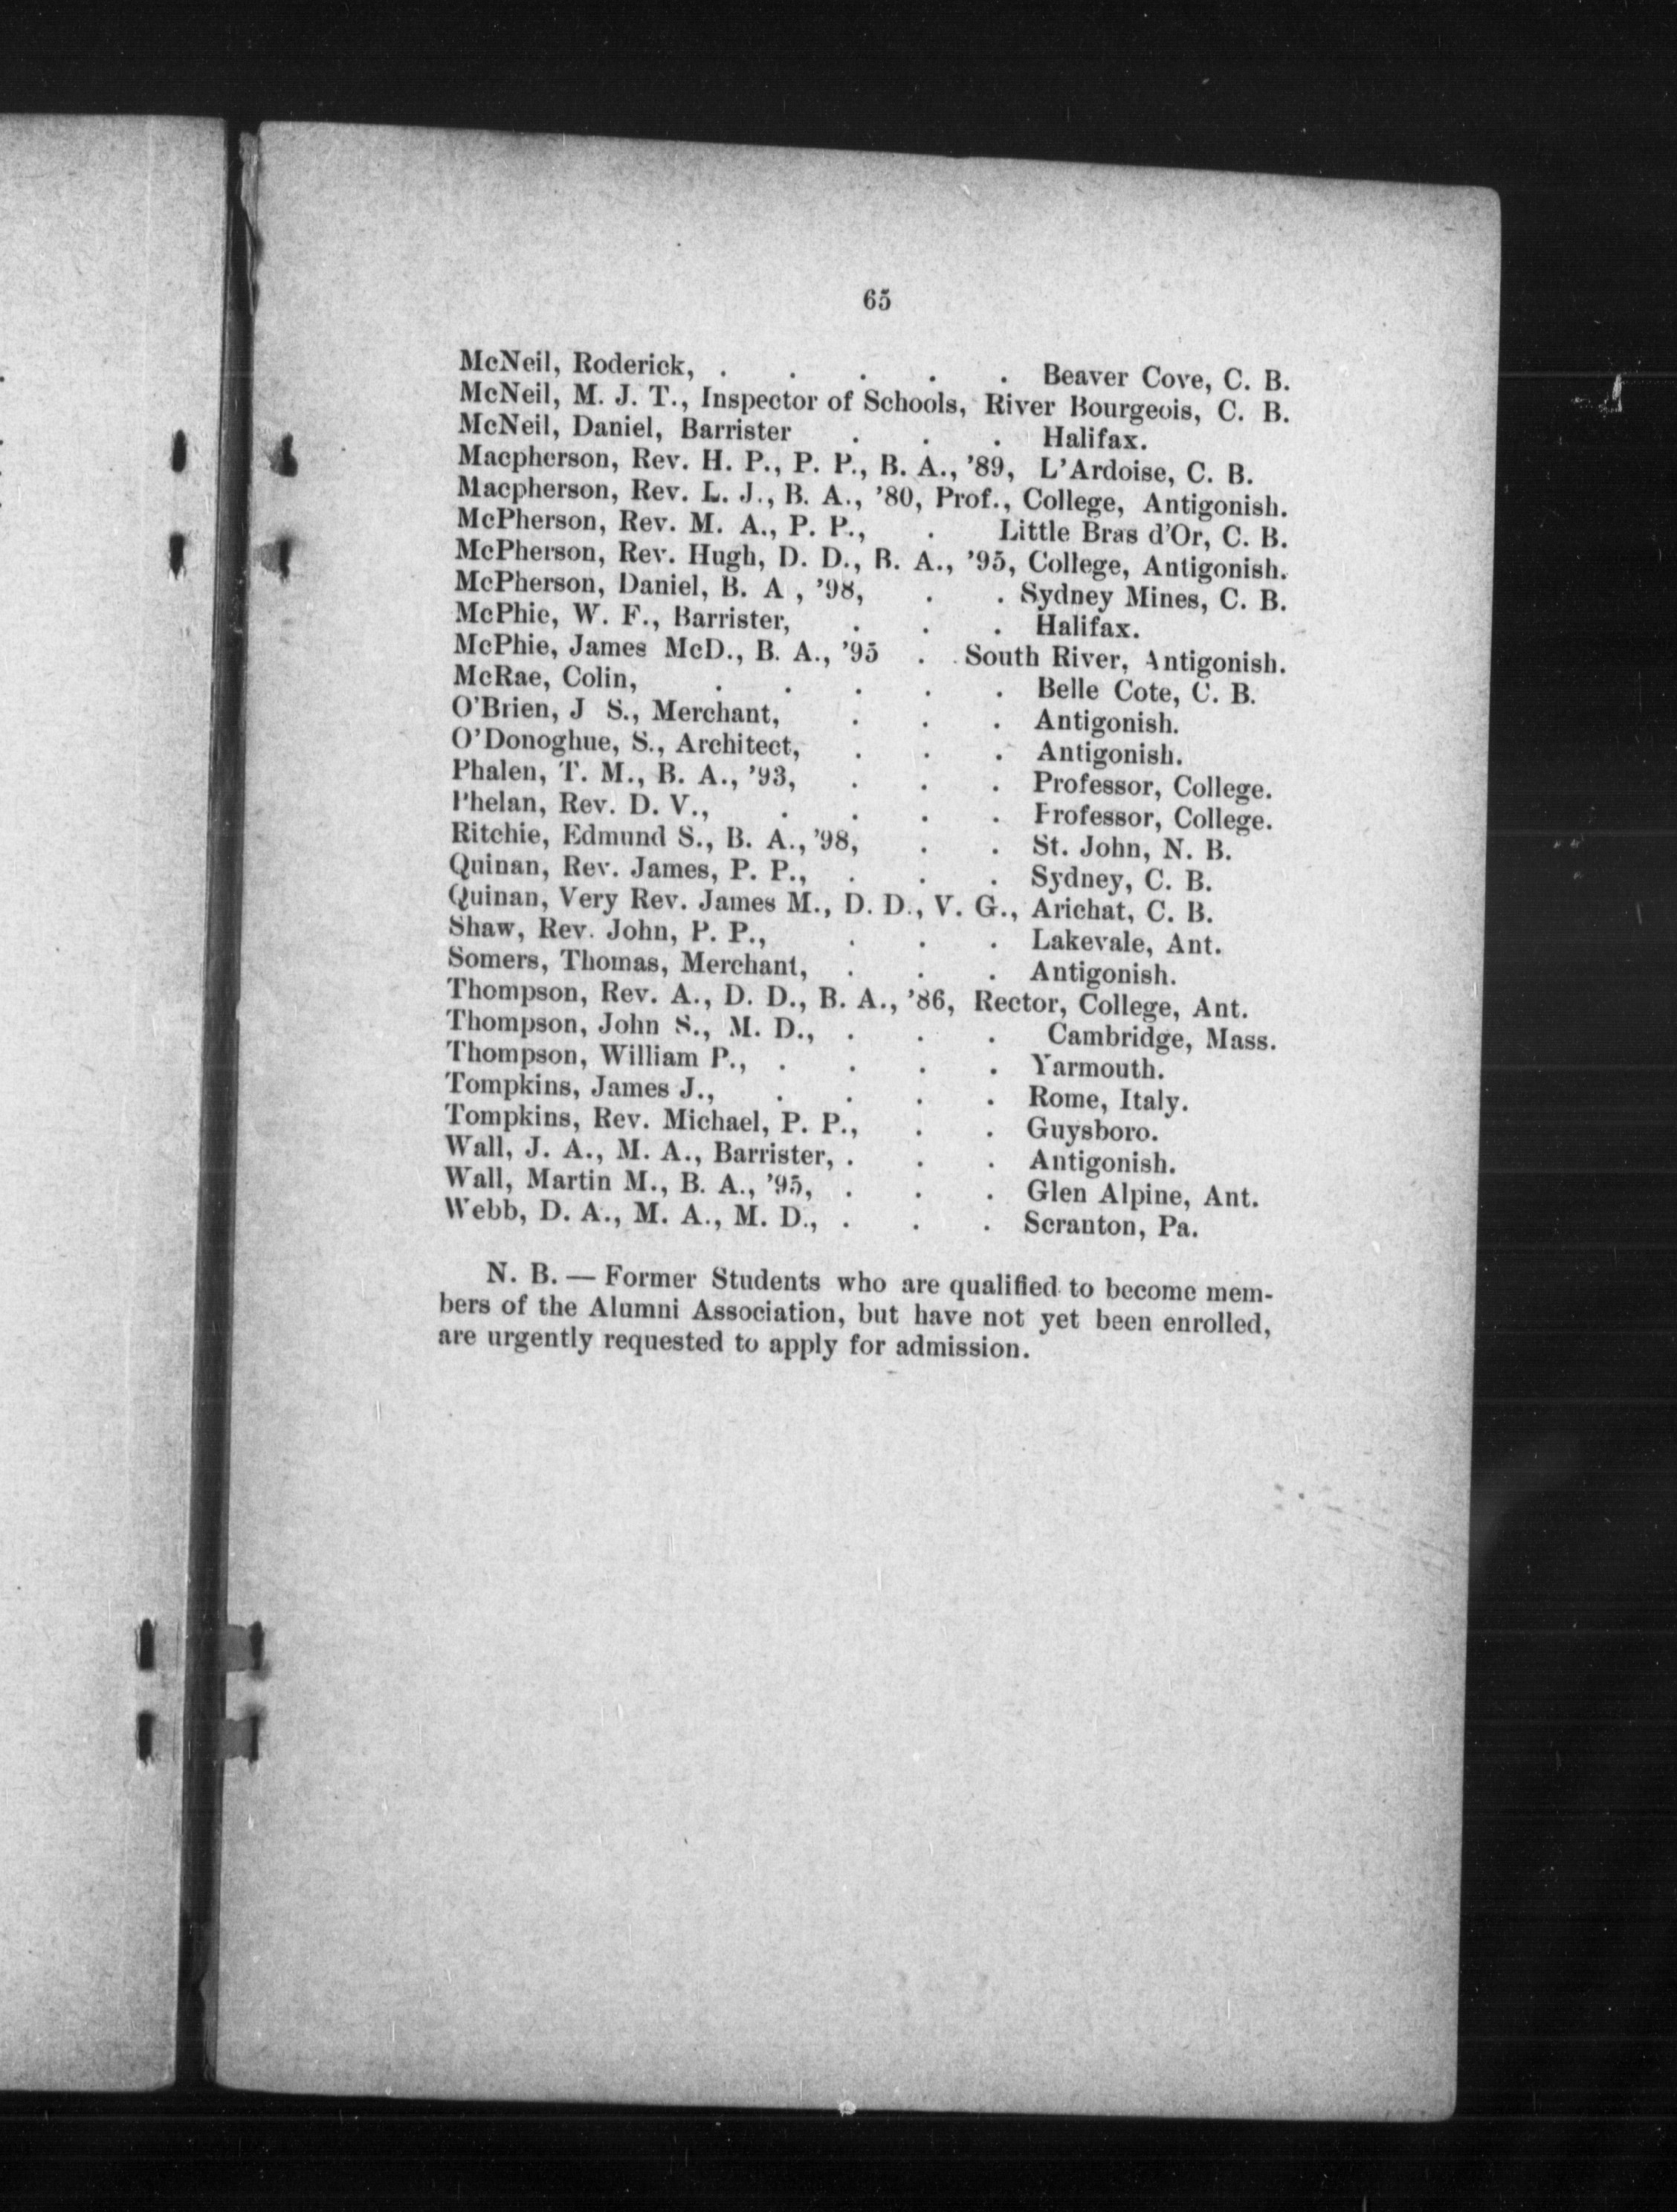 65
McNeil, Roderick, . . . . . Beaver Cove, C. B.
McNeil, M. J. T., Inspector of Schools, River Bourgeois, C. B.
McNeil, Daniel, Barrister . . . Halifax.
Macpherson, Rev. H. P., P. P., B. A., '89, L'Ardoise, C. B.
Macpherson, Rev. L. J., B. A., '80, Prof., College, Antigonish.
McPherson, Rev. M. A., P. P., . Little Bras d'Or, C. B.
McPherson, Rev. Hugh, D. D., B. A., '95, College, Antigonish.
McPherson, Daniel, B. A , '98, . . Sydney Mines, C. B.
McPhie, W. F., Barrister, . . . Halifax.
McPhie, James McD., B. A., '95 . . South River, Antigonish.
McRae, Colin, . . . . . Belle Cote, C. B.
O'Brien, J S., Merchant, . . . Antigonish.
O'Donoghue, S., Architect, . . . Antigonish.
Phalen, T. M., B. A., '93, . . . Professor, College.
Phelan, Rev. D. V., . . . . Professor, College.
Ritchie, Edmund S., B. A., '98, . . St. John, N. B.
Quinan, Rev. James, P. P., . . . Sydney, C. B.
Quinan, Very Rev. James M., D. D., V. G., Arichat, C. B.
Shaw, Rev. John, P. P., . . . Lakevale, Ant.
Somers, Thomas, Merchant, . . . Antigonish.
Thompson, Rev. A., D. D., B. A., '86, Rector, College, Ant.
Thompson, John S., M. D., . . . Cambridge, Mass.
Thompson, William P., . . . . Yarmouth.
Tompkins, James J., . . . . Rome, Italy.
Tompkins, Rev. Michael, P. P., . . Guysboro.
Wall, J. A., M. A., Barrister, . . . Antigonish.
Wall, Martin M., B. A., '95, . . . Glen Alpine, Ant.
Webb, D. A., M. A., M. D., . . . Scranton, Pa.
N. B. — Former Students who are qualified to become mem-
bers of the Alumni Association, but have not yet been enrolled,
are urgently requested to apply for admission.